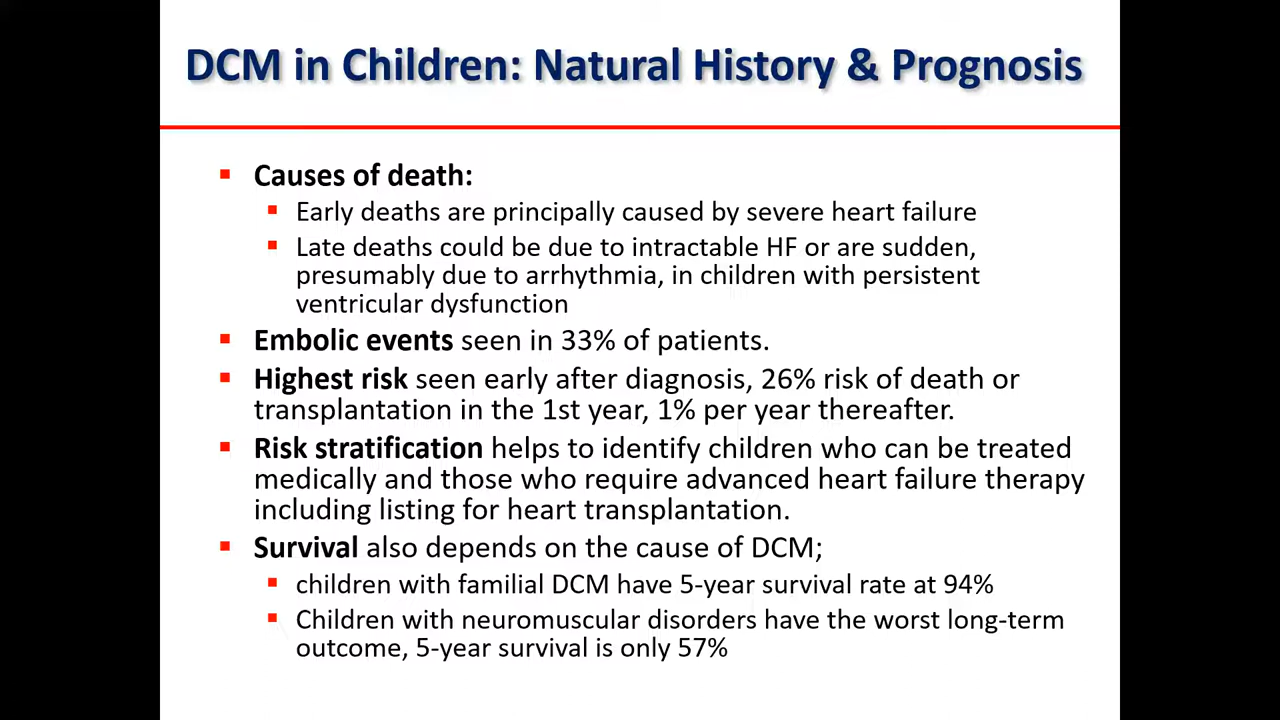 DCM in Children: Natural History & Prognosis
Causes of death:
Early deaths are principally caused by severe heart failure
Late deaths could be due to intractable HF or are sudden,
presumably due to arrhythmia, in children with persistent
ventricular dysfunction
Embolic events seen in 33% of patients.
Highest risk seen early after diagnosis, 26% risk of death or
transplantation in the 1st year, 1% per year thereafter.
Risk stratification helps to identify children who can be treated
medically and those who require advanced heart failure therapy
including listing for heart transplantation.
Survival also depends on the cause of DCM;
children with familial DCM have 5-year survival rate at 94%
Children with neuromuscular disorders have the worst long-term
outcome, 5-year survival is only 57%